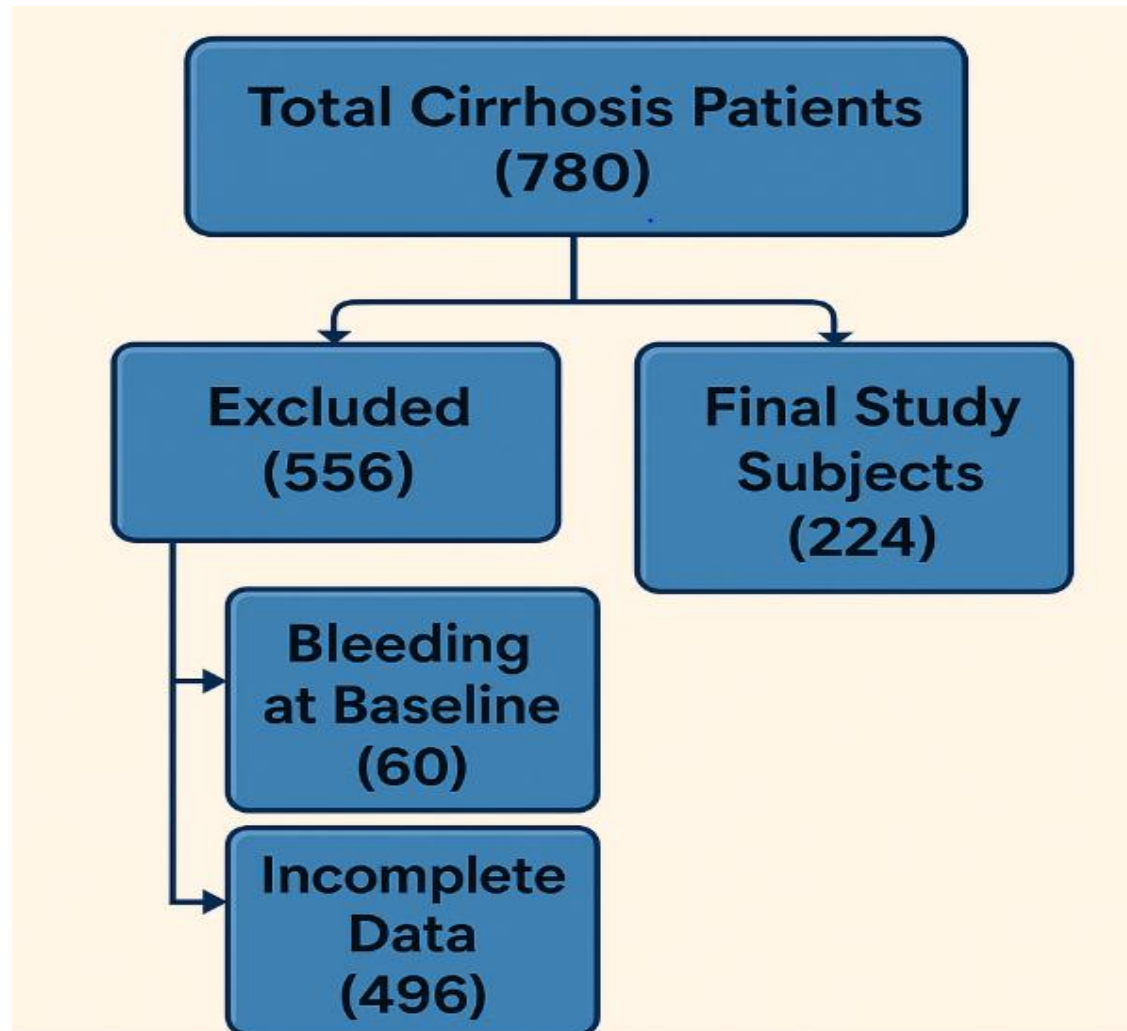 Total Cirrhosis Patients
(780)
Excluded
(556)
Final Study
Subjects
(224)
Bleeding
at Baseline
(60)
Incomplete
Data
(496)